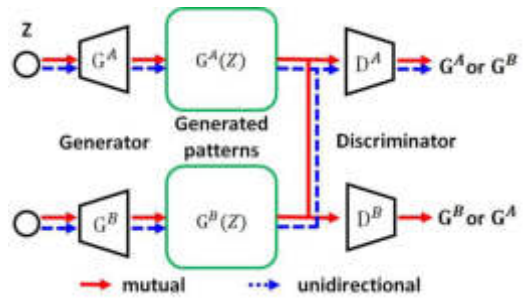 Z
G^A
G^A(Z)
D^A
G^A or G^B
Generator
Generated
patterns
Discriminator
G^B
G^B(Z)
D^B
G^B or G^A
mutual
unidirectional